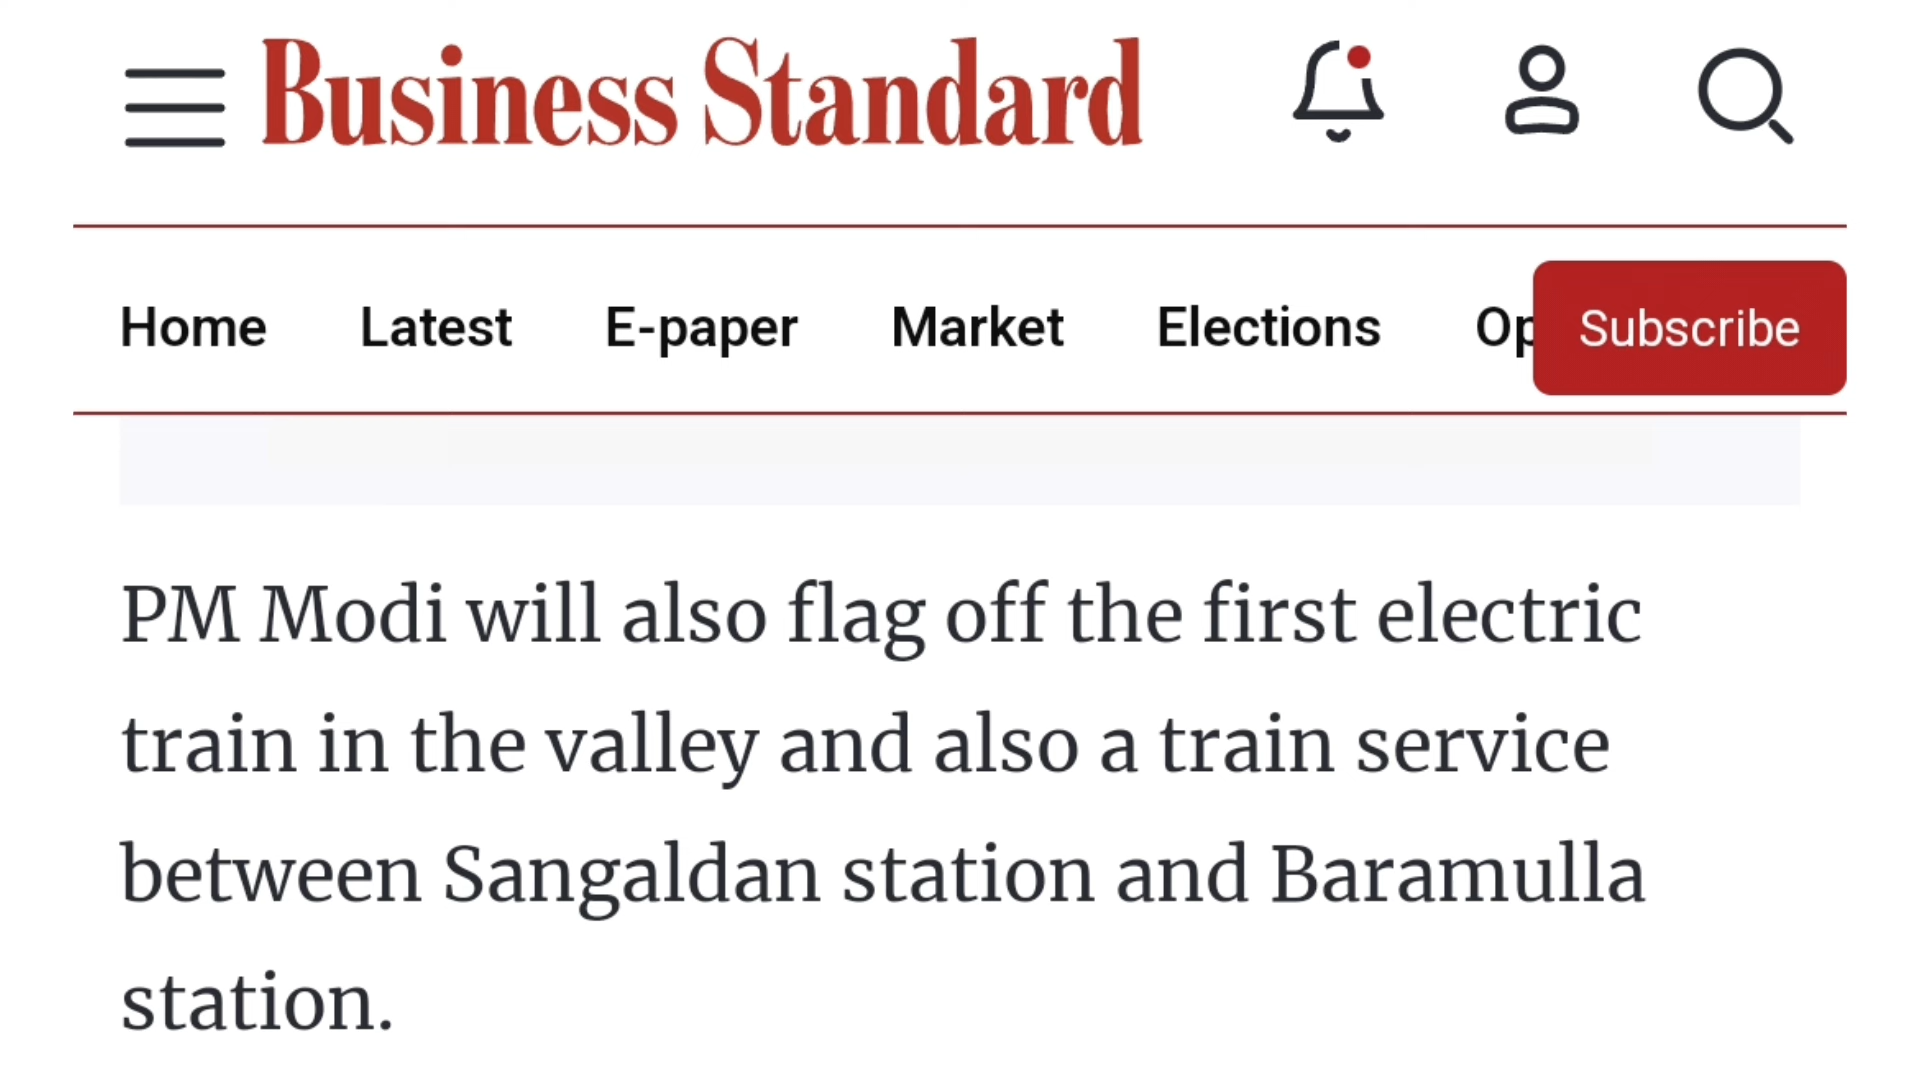 Business Standard
Home Latest E-paper Market Elections Op Subscribe
PM Modi will also flag off the first electric
train in the valley and also a train service
between Sangaldan station and Baramulla
station.